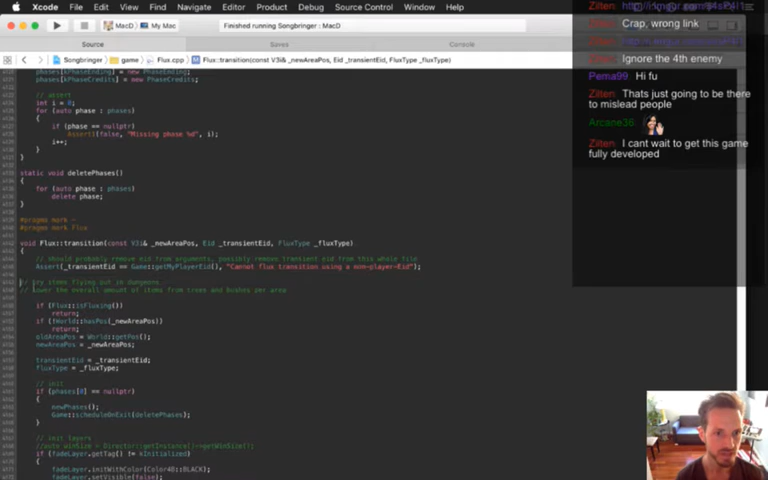 Xcode File Edit View Find Navigate Editor Product Debug Source Control Window Help
MacD
My Mac
Finished running Songbringer : MacD
Source
Saves
Console
Songbringer
game
Flux.cpp
Flux::transition(const V3i& _newAreaPos, Eid _transientEid, FluxType _fluxType)
phases[kPhaseEnding] = new PhaseEnding;
phases[kPhaseCredits] = new PhaseCredits;
// assert
int i = 0;
for (auto phase : phases)
{
if (phase == nullptr)
Assert1(false, "Missing phase %d", i);
i++;
}
}
static void deletePhases()
{
for (auto phase : phases)
delete phase;
}
#pragma mark -
#pragma mark Flux
void Flux::transition(const V3i& _newAreaPos, Eid _transientEid, FluxType _fluxType)
{
// should probably remove eid from arguments, possibly remove transient eid from this whole file
Assert(_transientEid == Game::getMyPlayerEid(), "Cannot flux transition using a non-player-Eid");
// try items flying out in dungeons
// lower the overall amount of items from trees and bushes per area
if (Flux::isFluxing())
return;
if (!World::hasPos(_newAreaPos))
return;
oldAreaPos = World::getPos();
newAreaPos = _newAreaPos;
transientEid = _transientEid;
fluxType = _fluxType;
// init
if (phases[0] == nullptr)
{
newPhases();
Game::scheduleOnExit(deletePhases);
}
// init layers
//auto winSize = Director::getInstance()->getWinSize();
if (fadeLayer.getTag() != kInitialized)
{
fadeLayer.initWithColor(Color4B::BLACK);
fadeLayer.setVisible(false);
Zilten: Crap, wrong link
Zilten: Ignore the 4th enemy
Pema99: Hi fu
Zilten: Thats just going to be there
to mislead people
Arcane36:
Zilten: I cant wait to get this game
fully developed